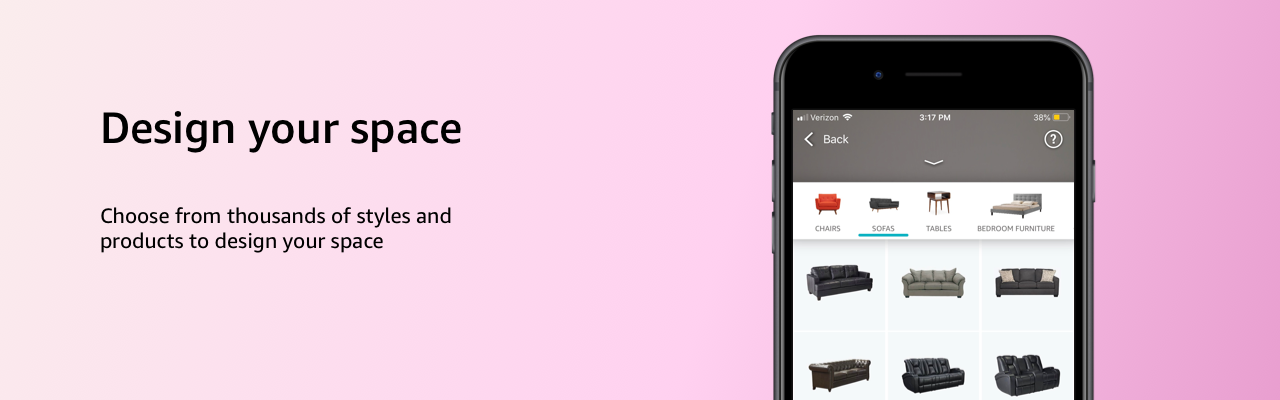 Design your space
Choose from thousands of styles and
products to design your space
Verizon 3:17 PM 38%
Back ?
CHAIRS SOFAS TABLES BEDROOM FURNITURE